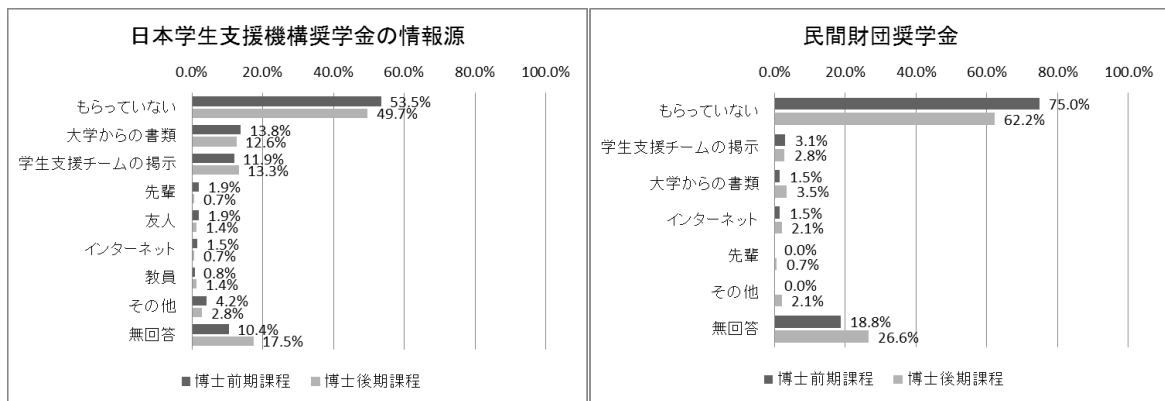 日本学生支援機構奨学金の情報源
0.0% 20.0% 40.0% 60.0% 80.0% 100.0%
もらっていない 53.5%
49.7%
大学からの書類 13.8%
12.6%
学生支援チームの掲示 11.9%
13.3%
先輩 1.9%
0.7%
友人 1.9%
1.4%
インターネット 1.5%
0.7%
教員 0.8%
1.4%
その他 4.2%
2.8%
無回答 10.4%
17.5%
■博士前期課程 ■博士後期課程
民間財団奨学金
0.0% 20.0% 40.0% 60.0% 80.0% 100.0%
もらっていない 75.0%
62.2%
学生支援チームの掲示 3.1%
2.8%
大学からの書類 1.5%
3.5%
インターネット 1.5%
2.1%
先輩 0.0%
0.7%
その他 0.0%
2.1%
無回答 18.8%
26.6%
■博士前期課程 ■博士後期課程